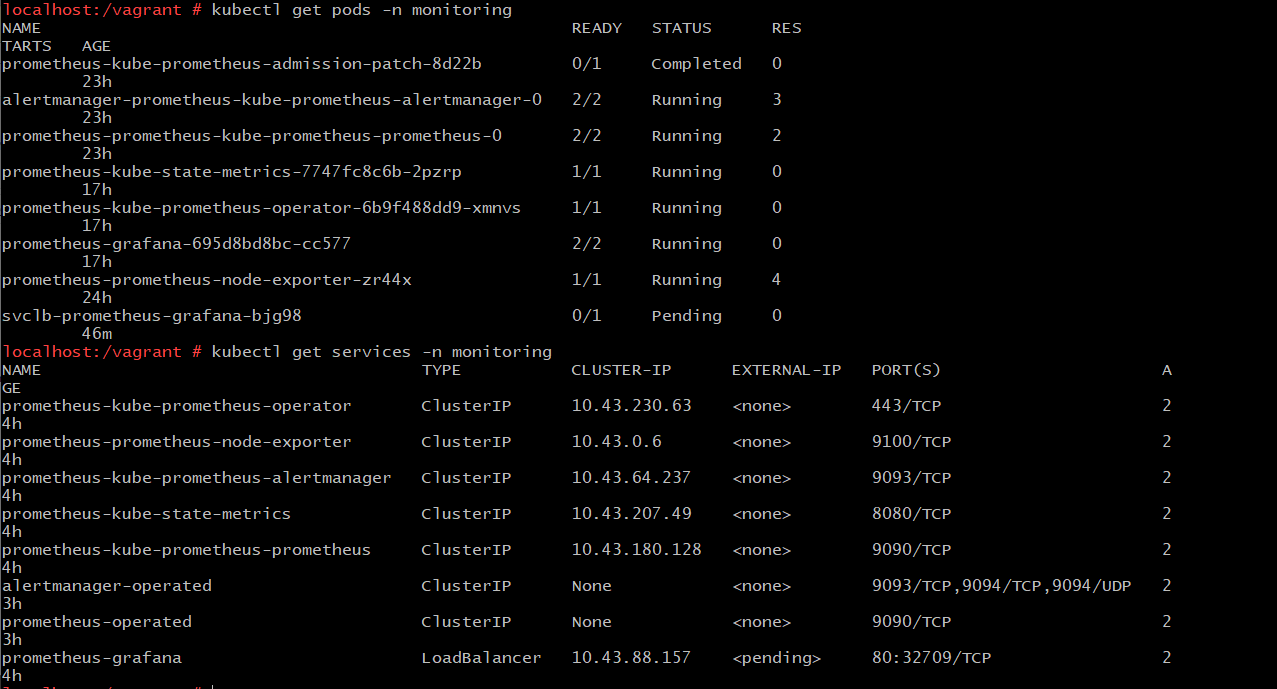 localhost:/vagrant # kubectl get pods -n monitoring
NAME READY STATUS RES
TARTS AGE
prometheus-kube-prometheus-admission-patch-8d22b 0/1 Completed 0
23h
alertmanager-prometheus-kube-prometheus-alertmanager-0 2/2 Running 3
23h
prometheus-prometheus-kube-prometheus-prometheus-0 2/2 Running 2
23h
prometheus-kube-state-metrics-7747fc8c6b-2pzrp 1/1 Running 0
17h
prometheus-kube-prometheus-operator-6b9f488dd9-xmnvs 1/1 Running 0
17h
prometheus-grafana-695d8bd8bc-cc577 2/2 Running 0
17h
prometheus-prometheus-node-exporter-zr44x 1/1 Running 4
24h
svclb-prometheus-grafana-bjg98 0/1 Pending 0
46m
localhost:/vagrant # kubectl get services -n monitoring
NAME TYPE CLUSTER-IP EXTERNAL-IP PORT(S) A
GE
prometheus-kube-prometheus-operator ClusterIP 10.43.230.63 <none> 443/TCP 2
4h
prometheus-prometheus-node-exporter ClusterIP 10.43.0.6 <none> 9100/TCP 2
4h
prometheus-kube-prometheus-alertmanager ClusterIP 10.43.64.237 <none> 9093/TCP 2
4h
prometheus-kube-state-metrics ClusterIP 10.43.207.49 <none> 8080/TCP 2
4h
prometheus-kube-prometheus-prometheus ClusterIP 10.43.180.128 <none> 9090/TCP 2
4h
alertmanager-operated ClusterIP None <none> 9093/TCP,9094/TCP,9094/UDP 2
3h
prometheus-operated ClusterIP None <none> 9090/TCP 2
3h
prometheus-grafana LoadBalancer 10.43.88.157 <pending> 80:32709/TCP 2
4h